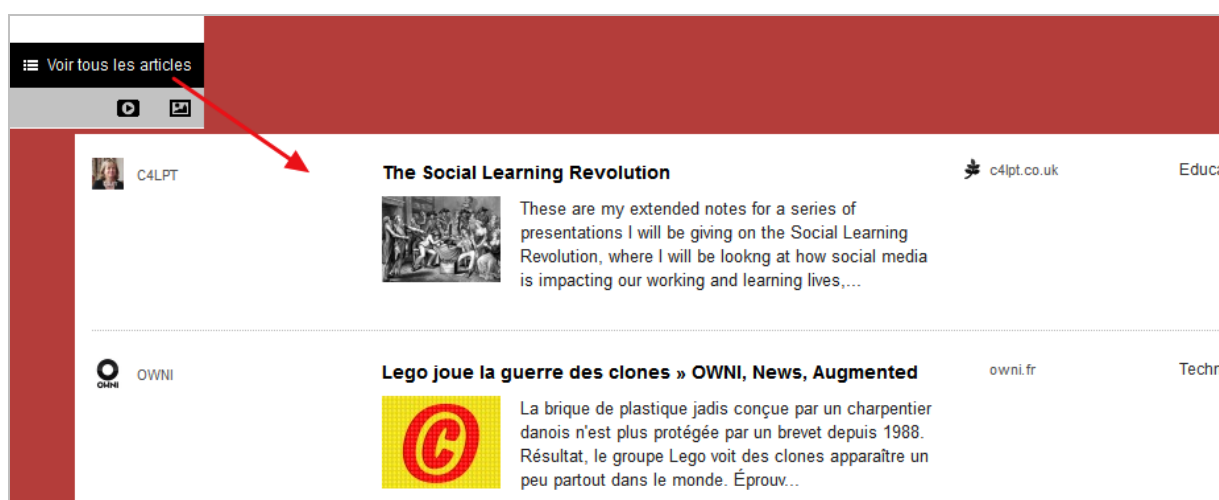 Voir tous les articles
C4LPT
The Social Learning Revolution
c4lpt.co.uk
Educa
These are my extended notes for a series of
presentations I will be giving on the Social Learning
Revolution, where I will be lookng at how social media
is impacting our working and learning lives,...
OWNI
OWNI
Lego joue la guerre des clones » OWNI, News, Augmented
owni.fr
Techn
La brique de plastique jadis conçue par un charpentier
danois n'est plus protégée par un brevet depuis 1988.
Résultat, le groupe Lego voit des clones apparaître un
peu partout dans le monde. Éprouv...